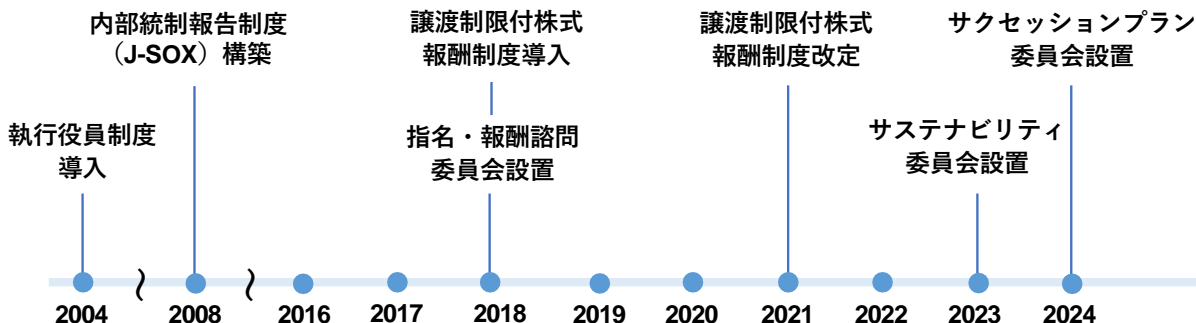 内部統制報告制度
（J-SOX）構築
譲渡制限付株式
報酬制度導入
譲渡制限付株式
報酬制度改定
サクセッションプラン
委員会設置
執行役員制度
導入
指名・報酬諮問
委員会設置
サステナビリティ
委員会設置
2004 2008 2016 2017 2018 2019 2020 2021 2022 2023 2024